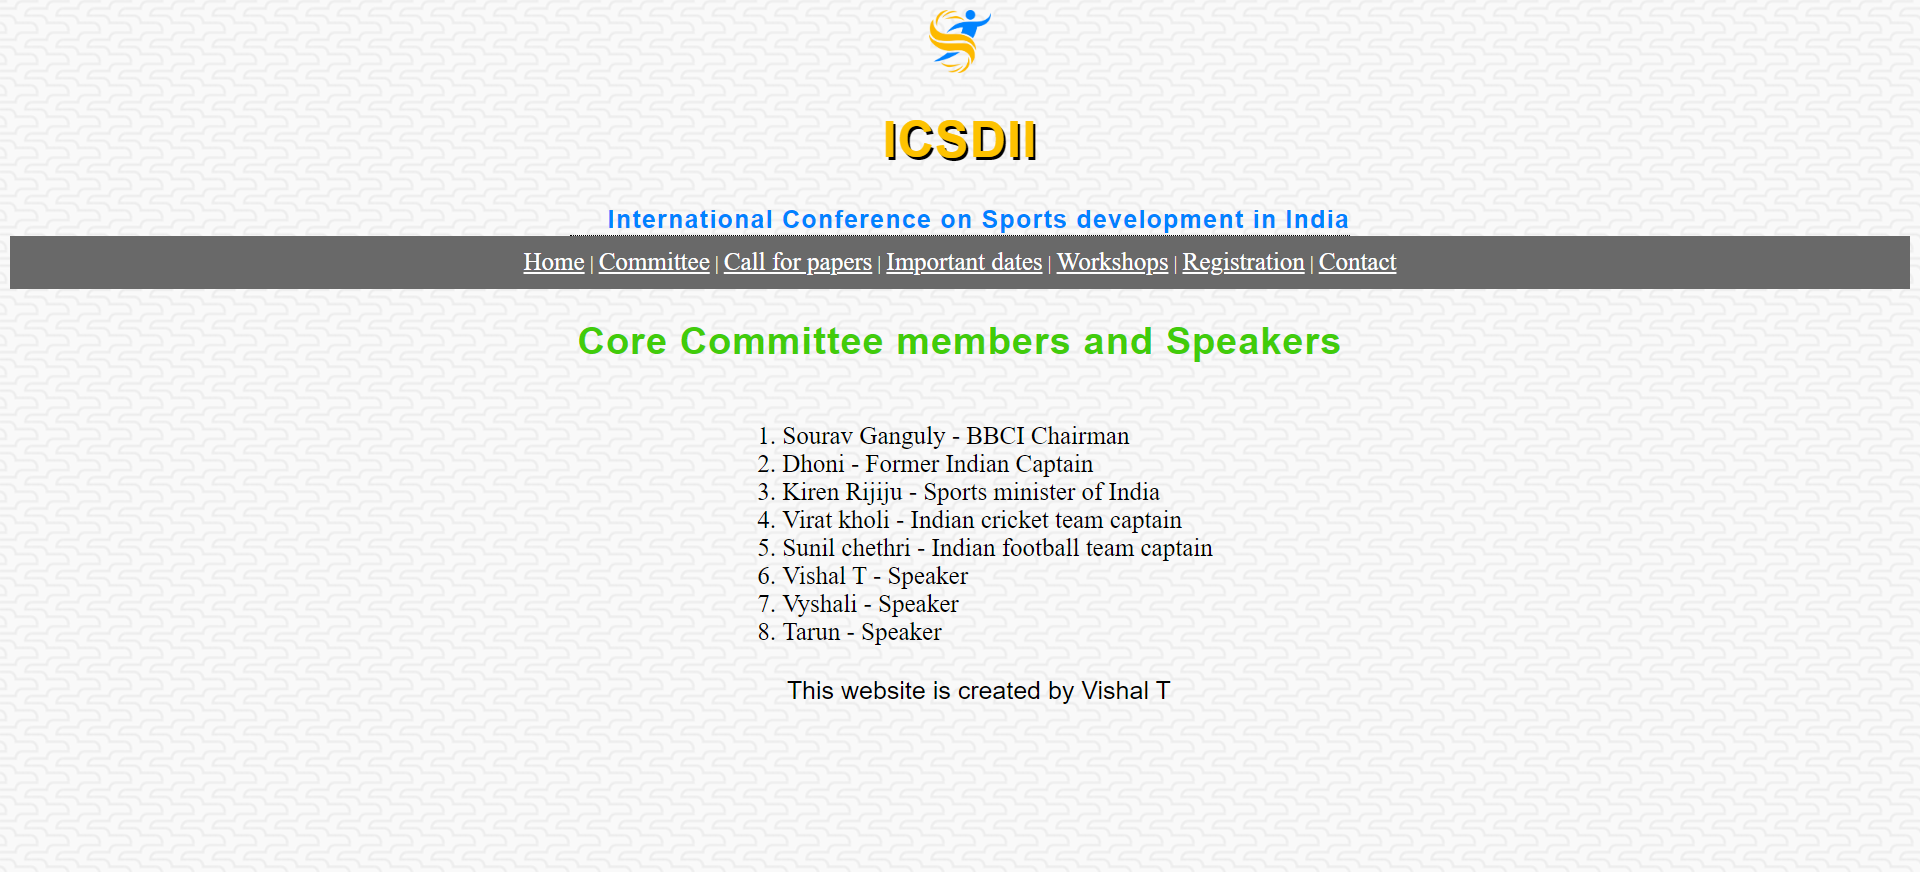 ICSDII
International Conference on Sports development in India
Home | Committee | Call for papers | Important dates | Workshops | Registration | Contact
Core Committee members and Speakers
1. Sourav Ganguly - BBCI Chairman
2. Dhoni - Former Indian Captain
3. Kiren Rijiju - Sports minister of India
4. Virat kholi - Indian cricket team captain
5. Sunil chethri - Indian football team captain
6. Vishal T - Speaker
7. Vyshali - Speaker
8. Tarun - Speaker
This website is created by Vishal T